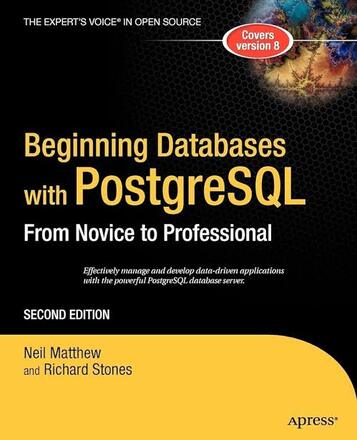 THE EXPERT'S VOICE® IN OPEN SOURCE
Covers
version 8
Beginning Databases
with PostgreSQL
From Novice to Professional
Effectively manage and develop data-driven applications
with the powerful PostgreSQL database server.
SECOND EDITION
Neil Matthew
and Richard Stones
Apress®